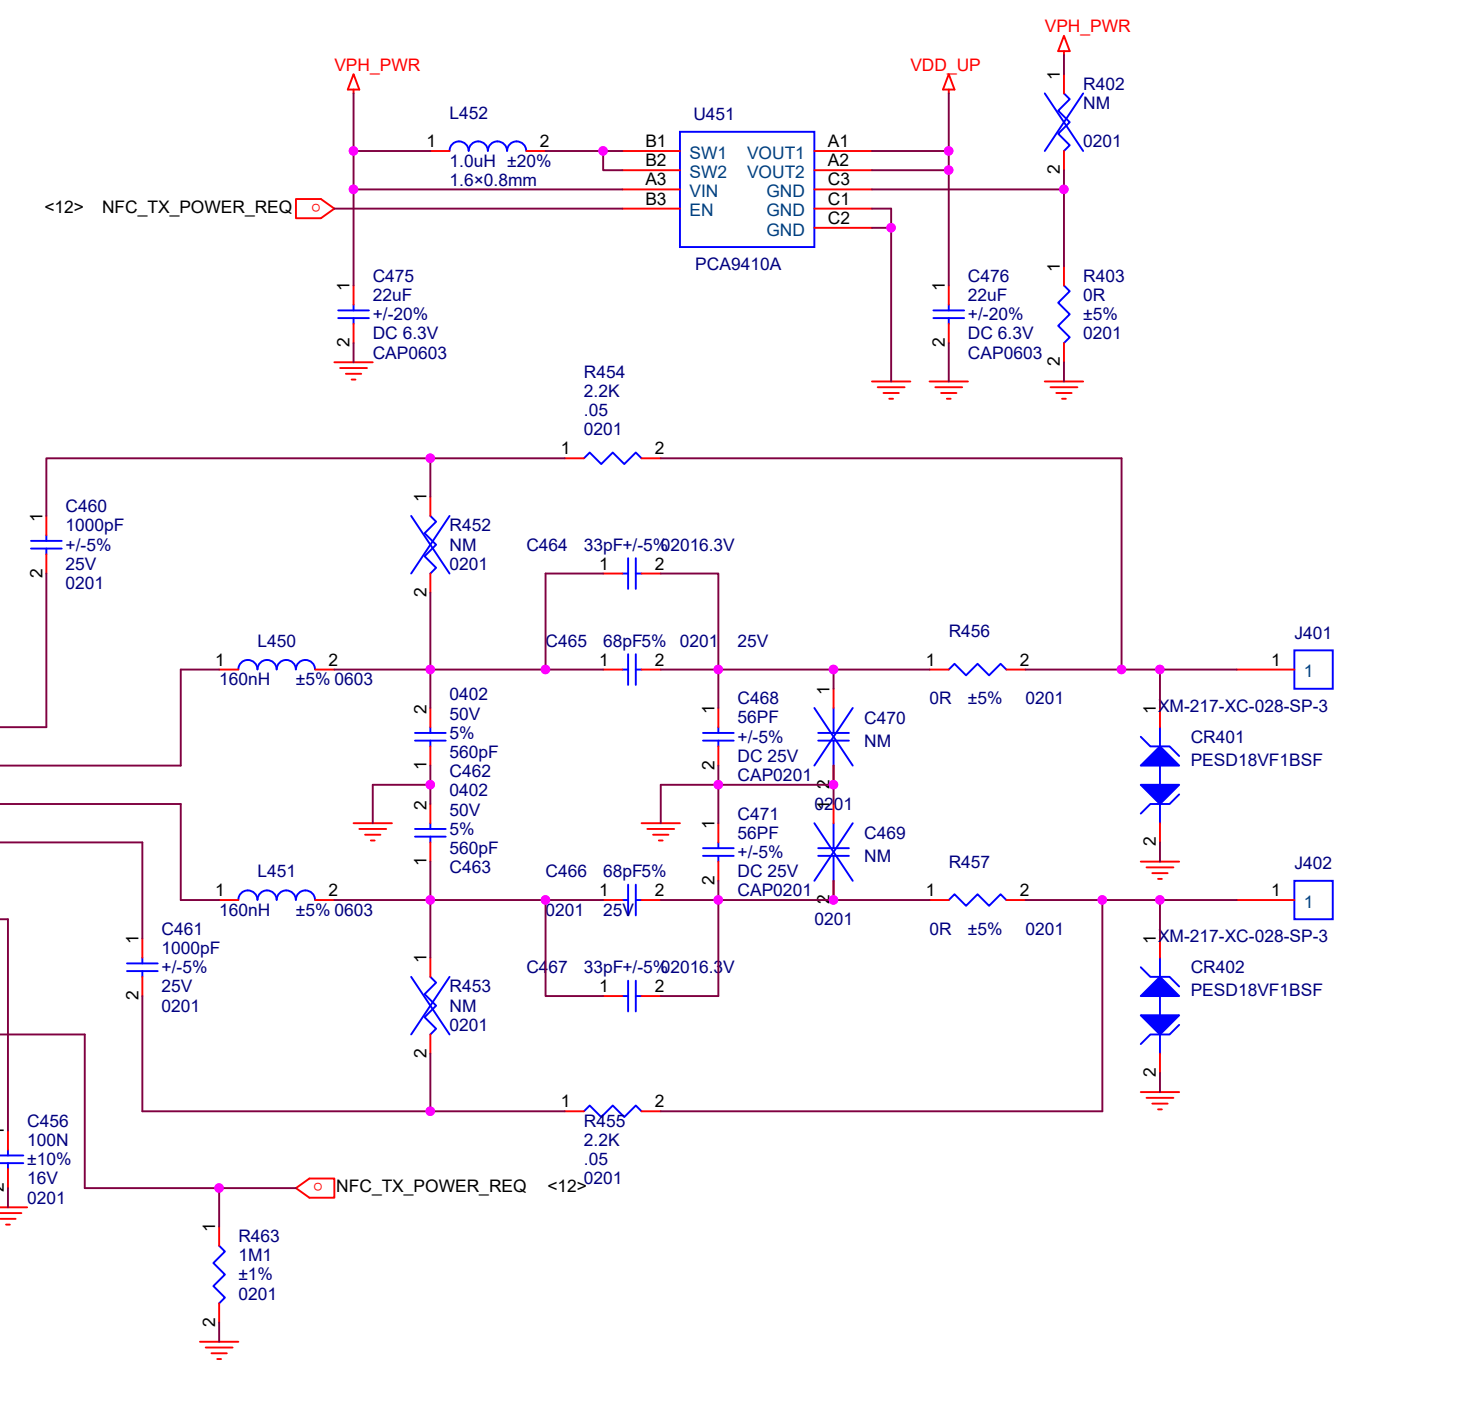 VPH_PWR
VPH_PWR
VDD_UP
1
R402
NM
0201
2
L452
1
2
1.0uH ±20%
1.6×0.8mm
U451
B1
B2
A3
B3
SW1
SW2
VIN
EN
VOUT1
VOUT2
GND
GND
GND
A1
A2
C3
C1
C2
PCA9410A
<12> NFC_TX_POWER_REQ
1
C475
22uF
+/-20%
DC 6.3V
CAP0603
2
1
C476
22uF
+/-20%
DC 6.3V
CAP0603
2
1
R403
0R
±5%
0201
2
R454
2.2K
.05
0201
1
2
1
C460
1000pF
+/-5%
25V
0201
2
1
R452
NM
0201
2
C464 33pF+/-5%02016.3V
1
2
L450
1
2
160nH ±5% 0603
C465 68pF5% 0201 25V
1
2
R456
1
2
0R ±5% 0201
J401
1
1
XM-217-XC-028-SP-3
2
0402
50V
5%
560pF
1
C462
0402
2
50V
5%
560pF
1
C463
1
C468
56PF
+/-5%
DC 25V
2
CAP0201
1
C470
NM
2
0201
1
CR401
PESD18VF1BSF
2
1
C471
56PF
+/-5%
DC 25V
2
CAP0201
1
C469
NM
2
0201
L451
1
2
160nH ±5% 0603
C466 68pF5%
1
2
0201 25V
R457
1
2
0R ±5% 0201
J402
1
1
XM-217-XC-028-SP-3
1
C461
1000pF
+/-5%
25V
0201
2
C467 33pF+/-5%02016.3V
1
2
1
R453
NM
0201
2
1
CR402
PESD18VF1BSF
2
1
2
R455
2.2K
.05
0201
1
C456
100N
±10%
16V
0201
2
NFC_TX_POWER_REQ <12>
1
R463
1M1
±1%
0201
2